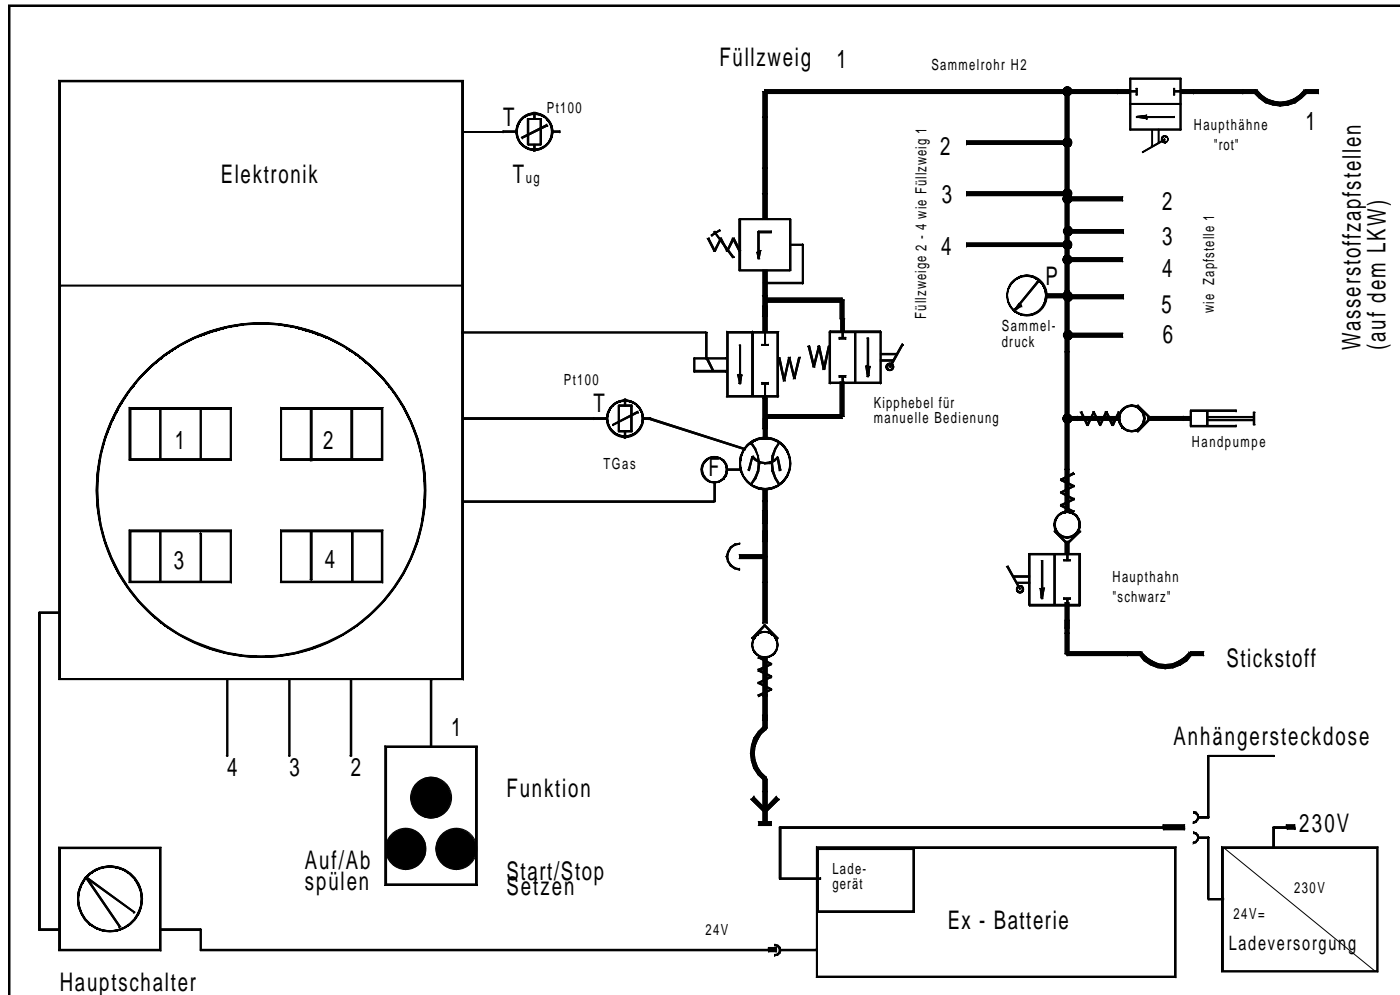 Füllzweig 1
Sammelrohr H2
Pt100
T
Tug
Elektronik
Haupthähne
"rot"
1
Wasserstoffzapfstellen
(auf dem LKW)
Füllzweige 2 - 4 wie Füllzweig 1
2
3
4
2
3
4
5
6
wie Zapfstelle 1
P
Sammel-
druck
Pt100
T
TGas
F
Kipphebel für
manuelle Bedienung
Handpumpe
1
2
3
4
Haupthahn
"schwarz"
Stickstoff
4
3
2
1
Funktion
Auf/Ab
spülen
Start/Stop
Setzen
Anhängersteckdose
230V
Lade-
gerät
Ex - Batterie
230V
24V=
Ladeversorgung
24V
Hauptschalter